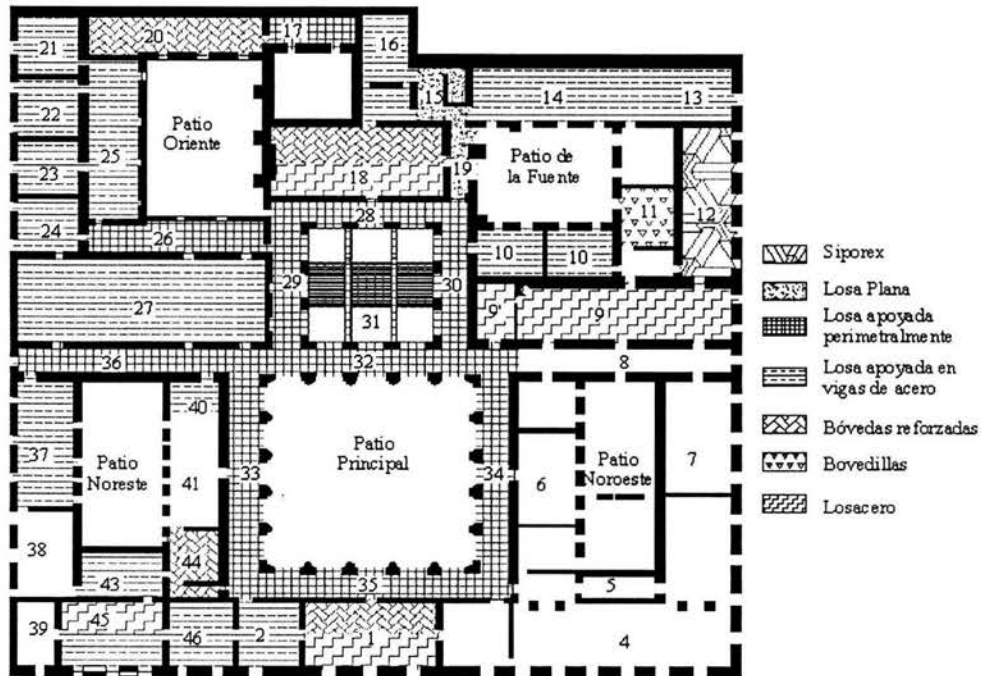 21
20
17
16
22
Patio
Oriente
15
14
13
25
23
18
19
Patio de
la Fuente
24
26
28
11
12
10
10
27
29
30
31
9'
9
36
32
8
40
37
Patio
Noreste
41
33
Patio
Principal
34
6
Patio
Noroeste
7
38
44
43
35
5
39
45
46
2
1
4
Siporex
Losa Plana
Losa apoyada
perimetralmente
Losa apoyada en
vigas de acero
Bóvedas reforzadas
Bovedillas
Losacero